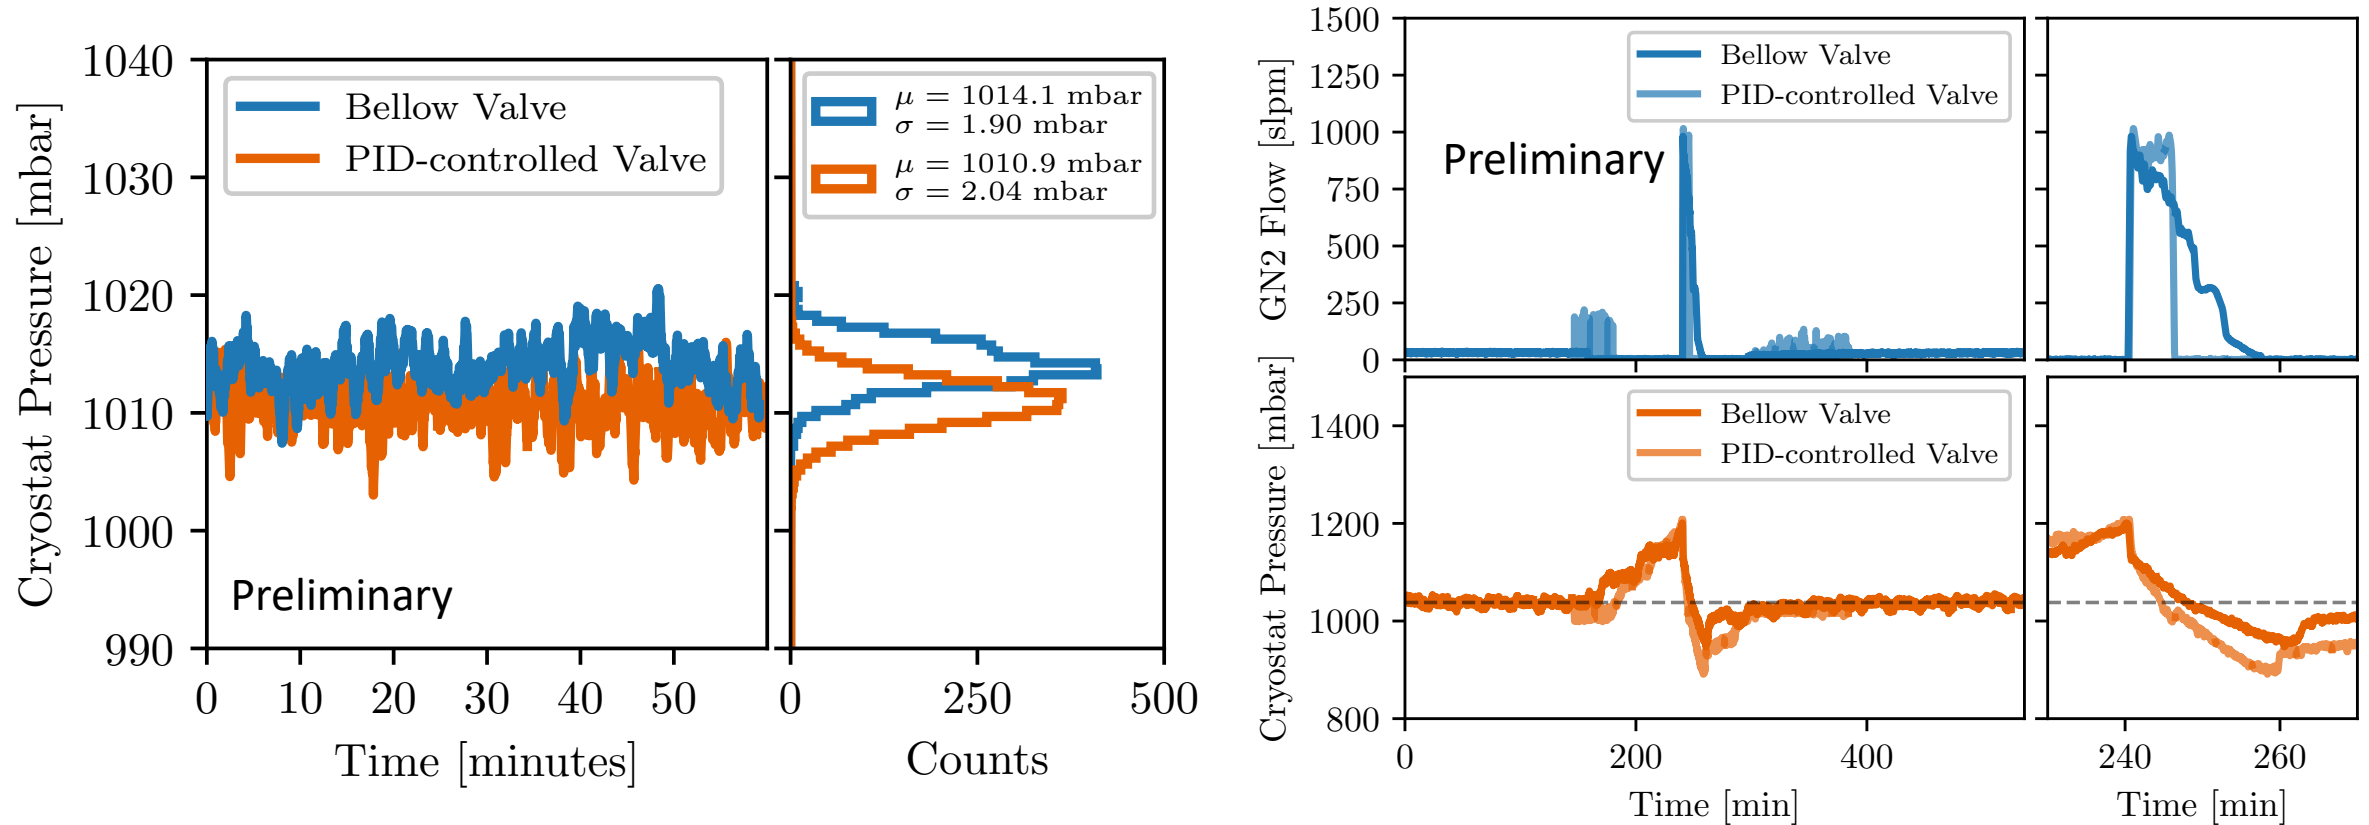 Cryostat Pressure [mbar]
1040
1030
1020
1010
1000
990
Bellow Valve
PID-controlled Valve
Preliminary
0 10 20 30 40 50
Time [minutes]
μ = 1014.1 mbar
σ = 1.90 mbar
μ = 1010.9 mbar
σ = 2.04 mbar
0 250 500
Counts
GN2 Flow [slpm]
1500
1250
1000
750
500
250
0
Bellow Valve
PID-controlled Valve
Preliminary
Cryostat Pressure [mbar]
1400
1200
1000
800
Bellow Valve
PID-controlled Valve
0 200 400
Time [min]
240 260
Time [min]